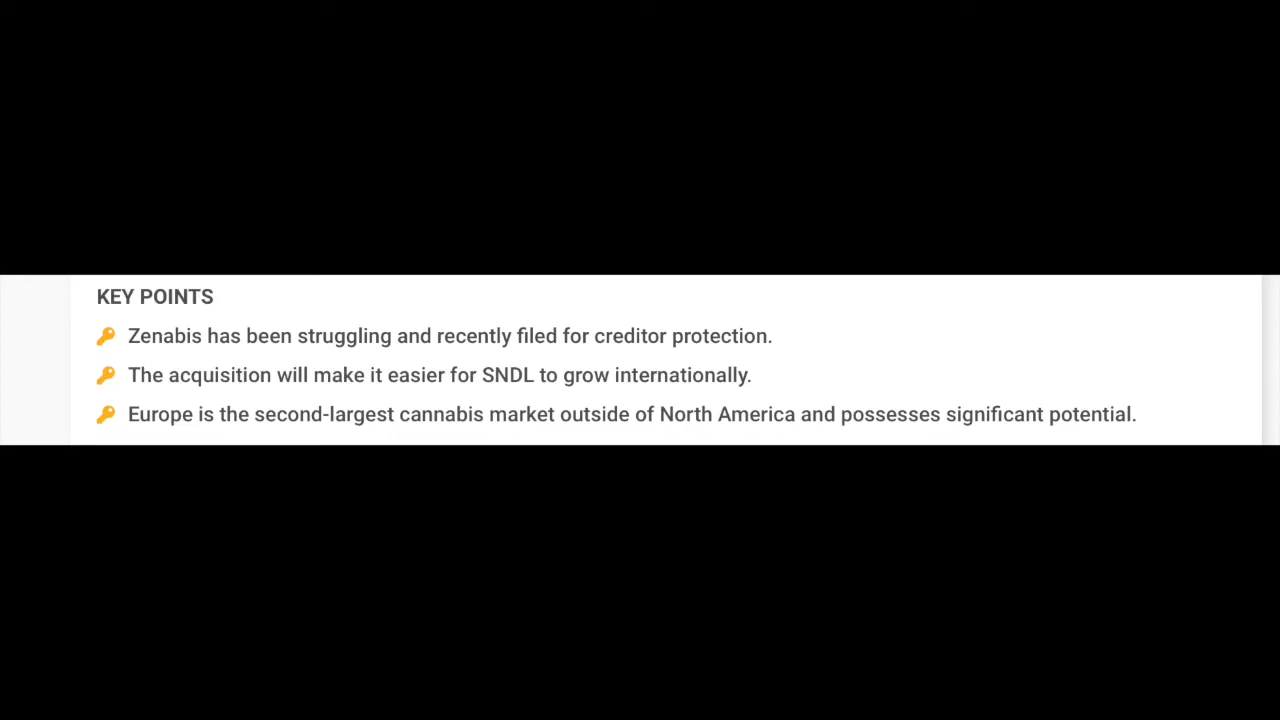 KEY POINTS
Zenabis has been struggling and recently filed for creditor protection.
The acquisition will make it easier for SNDL to grow internationally.
Europe is the second-largest cannabis market outside of North America and possesses significant potential.